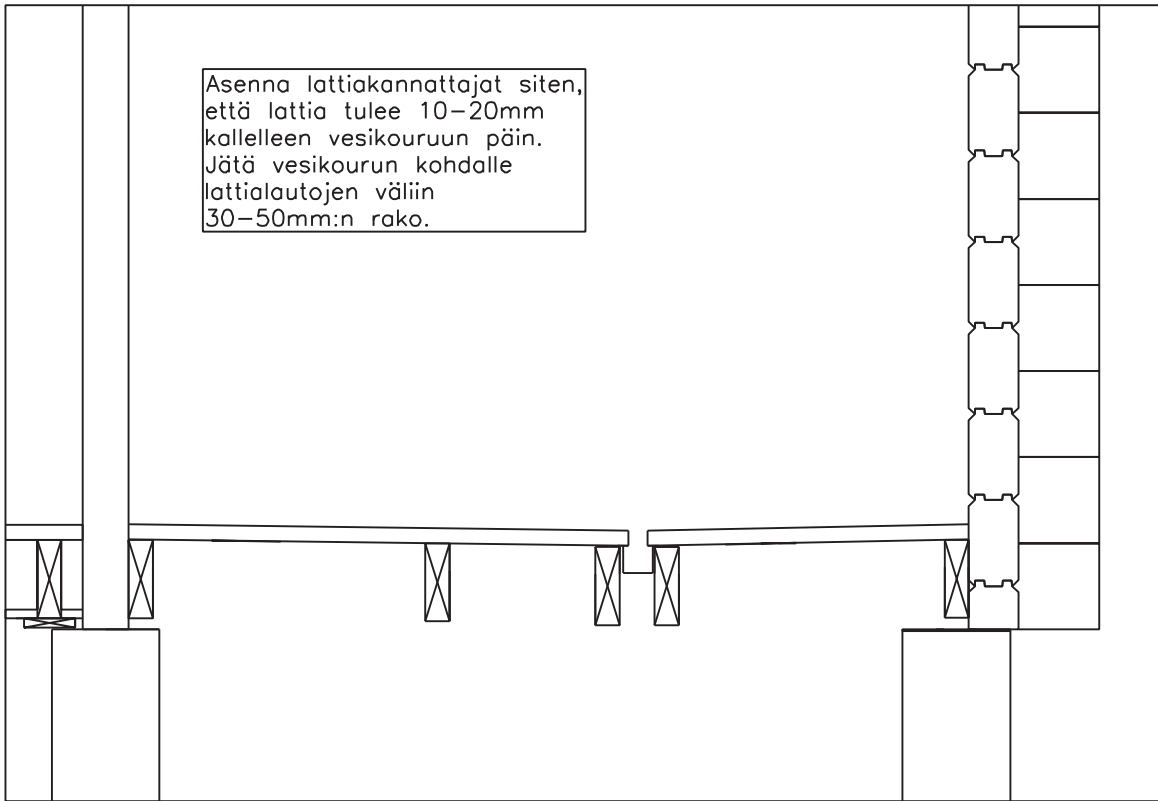 Asenna lattiakannattajat siten,
että lattia tulee 10-20mm
kallelleen vesikouruun päin.
Jätä vesikourun kohdalle
lattialautojen väliin
30-50mm:n rako.